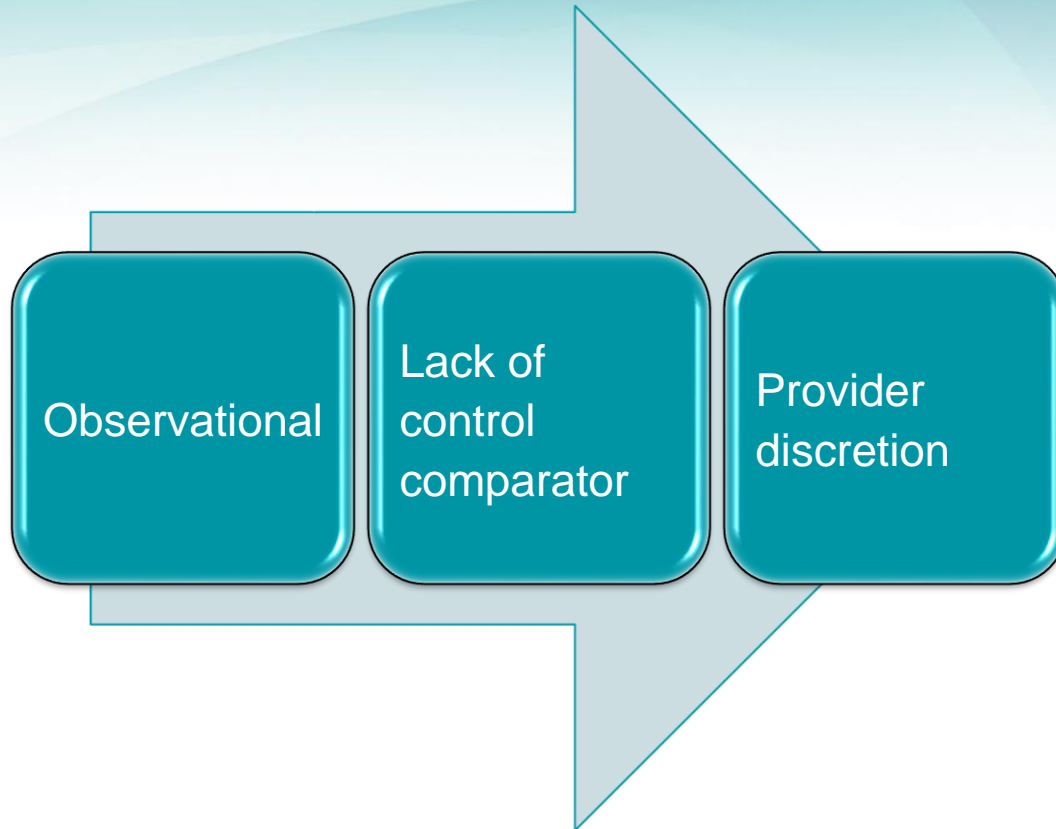 Observational
Lack of
control
comparator
Provider
discretion